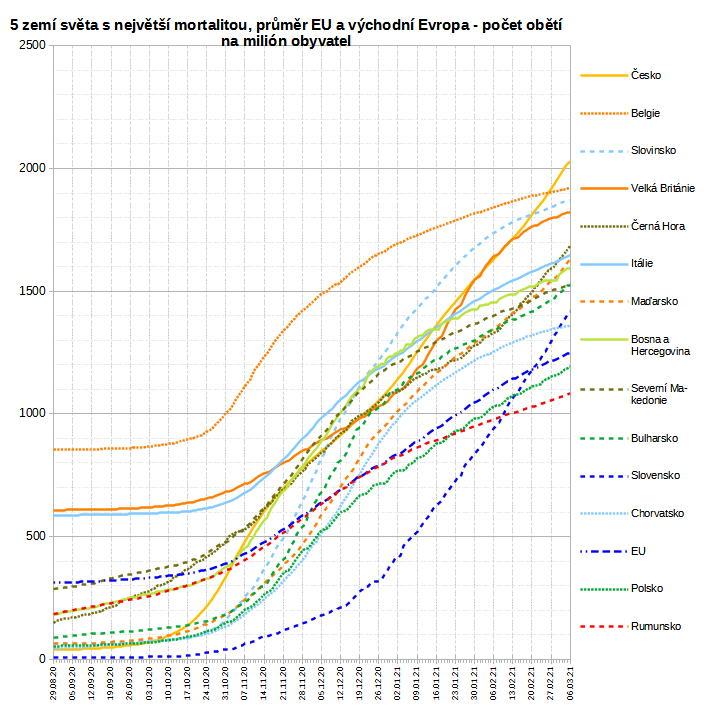 5 zemí světa s největší mortalitou, průměr EU a východní Evropa - počet obětí
na milión obyvatel
2500
2000
1500
1000
500
0
Česko
Belgie
Slovinsko
Velká Británie
Černá Hora
Itálie
Maďarsko
Bosna a
Hercegovina
Severní Ma-
kedonie
Bulharsko
Slovensko
Chorvatsko
EU
Polsko
Rumunsko
29.08.20
05.09.20
12.09.20
19.09.20
26.09.20
03.10.20
10.10.20
17.10.20
24.10.20
31.10.20
07.11.20
14.11.20
21.11.20
28.11.20
05.12.20
12.12.20
19.12.20
26.12.20
02.01.21
09.01.21
16.01.21
23.01.21
30.01.21
06.02.21
13.02.21
20.02.21
27.02.21
06.03.21